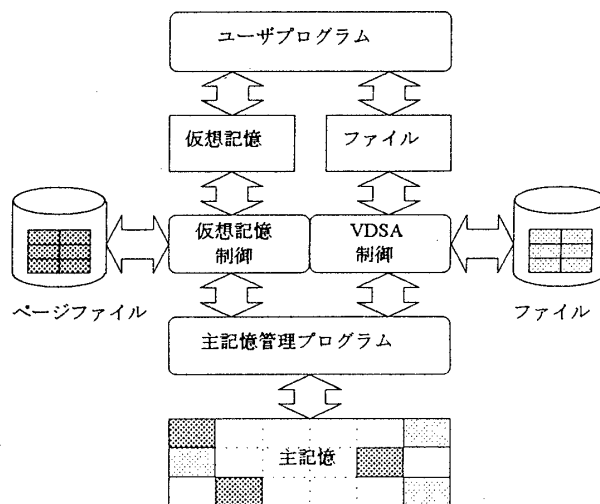 ユーザプログラム
仮想記憶
ファイル
仮想記憶
制御
VDSA
制御
ページファイル
ファイル
主記憶管理プログラム
主記憶